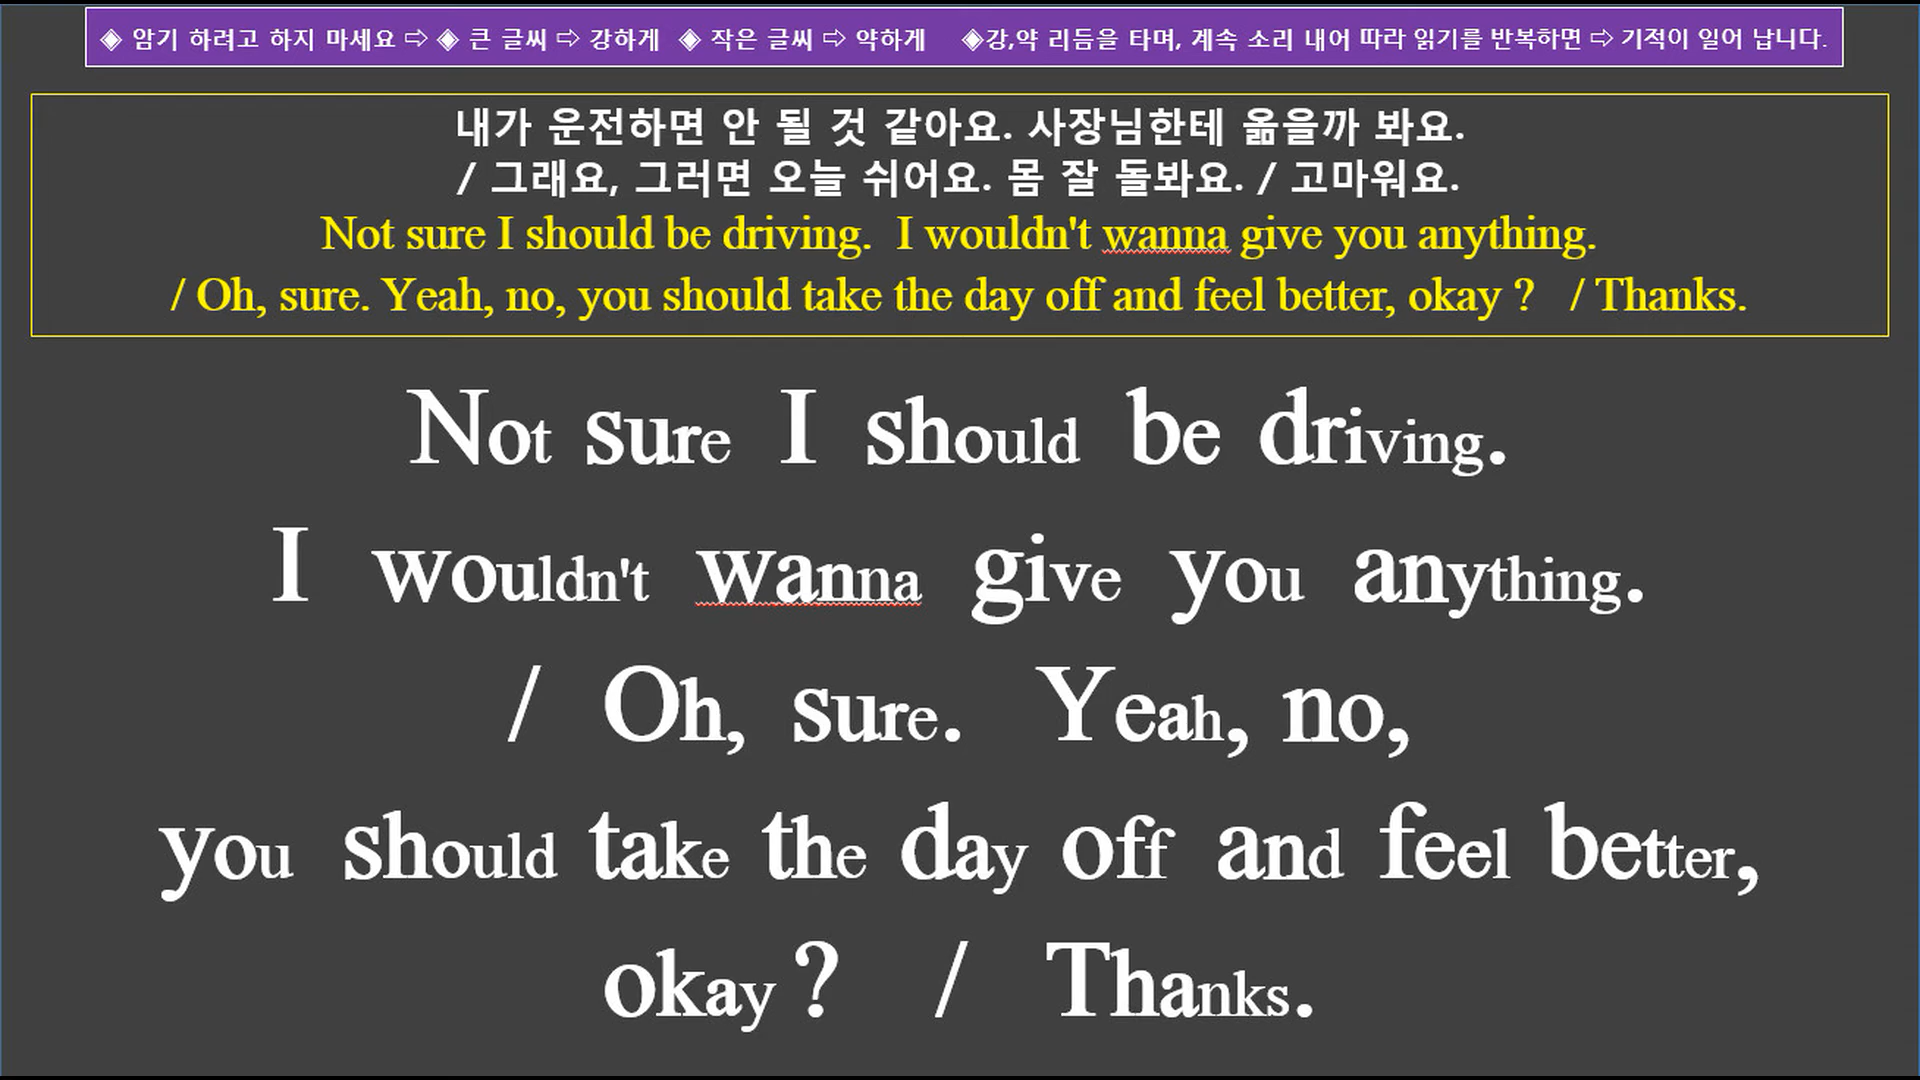 ◈ 암기 하려고 하지 마세요 ⇨ ◈ 큰 글씨 ⇨ 강하게 ◈ 작은 글씨 ⇨ 약하게 ◈강,약 리듬을 타며, 계속 소리 내어 따라 읽기를 반복하면 ⇨ 기적이 일어 납니다.
내가 운전하면 안 될 것 같아요. 사장님한테 옮을까 봐요.
/ 그래요, 그러면 오늘 쉬어요. 몸 잘 돌봐요. / 고마워요.
Not sure I should be driving. I wouldn't wanna give you anything.
/ Oh, sure. Yeah, no, you should take the day off and feel better, okay ? / Thanks.
Not sure I should be driving.
I wouldn't wanna give you anything.
/ Oh, sure. Yeah, no,
you should take the day off and feel better,
okay ? / Thanks.